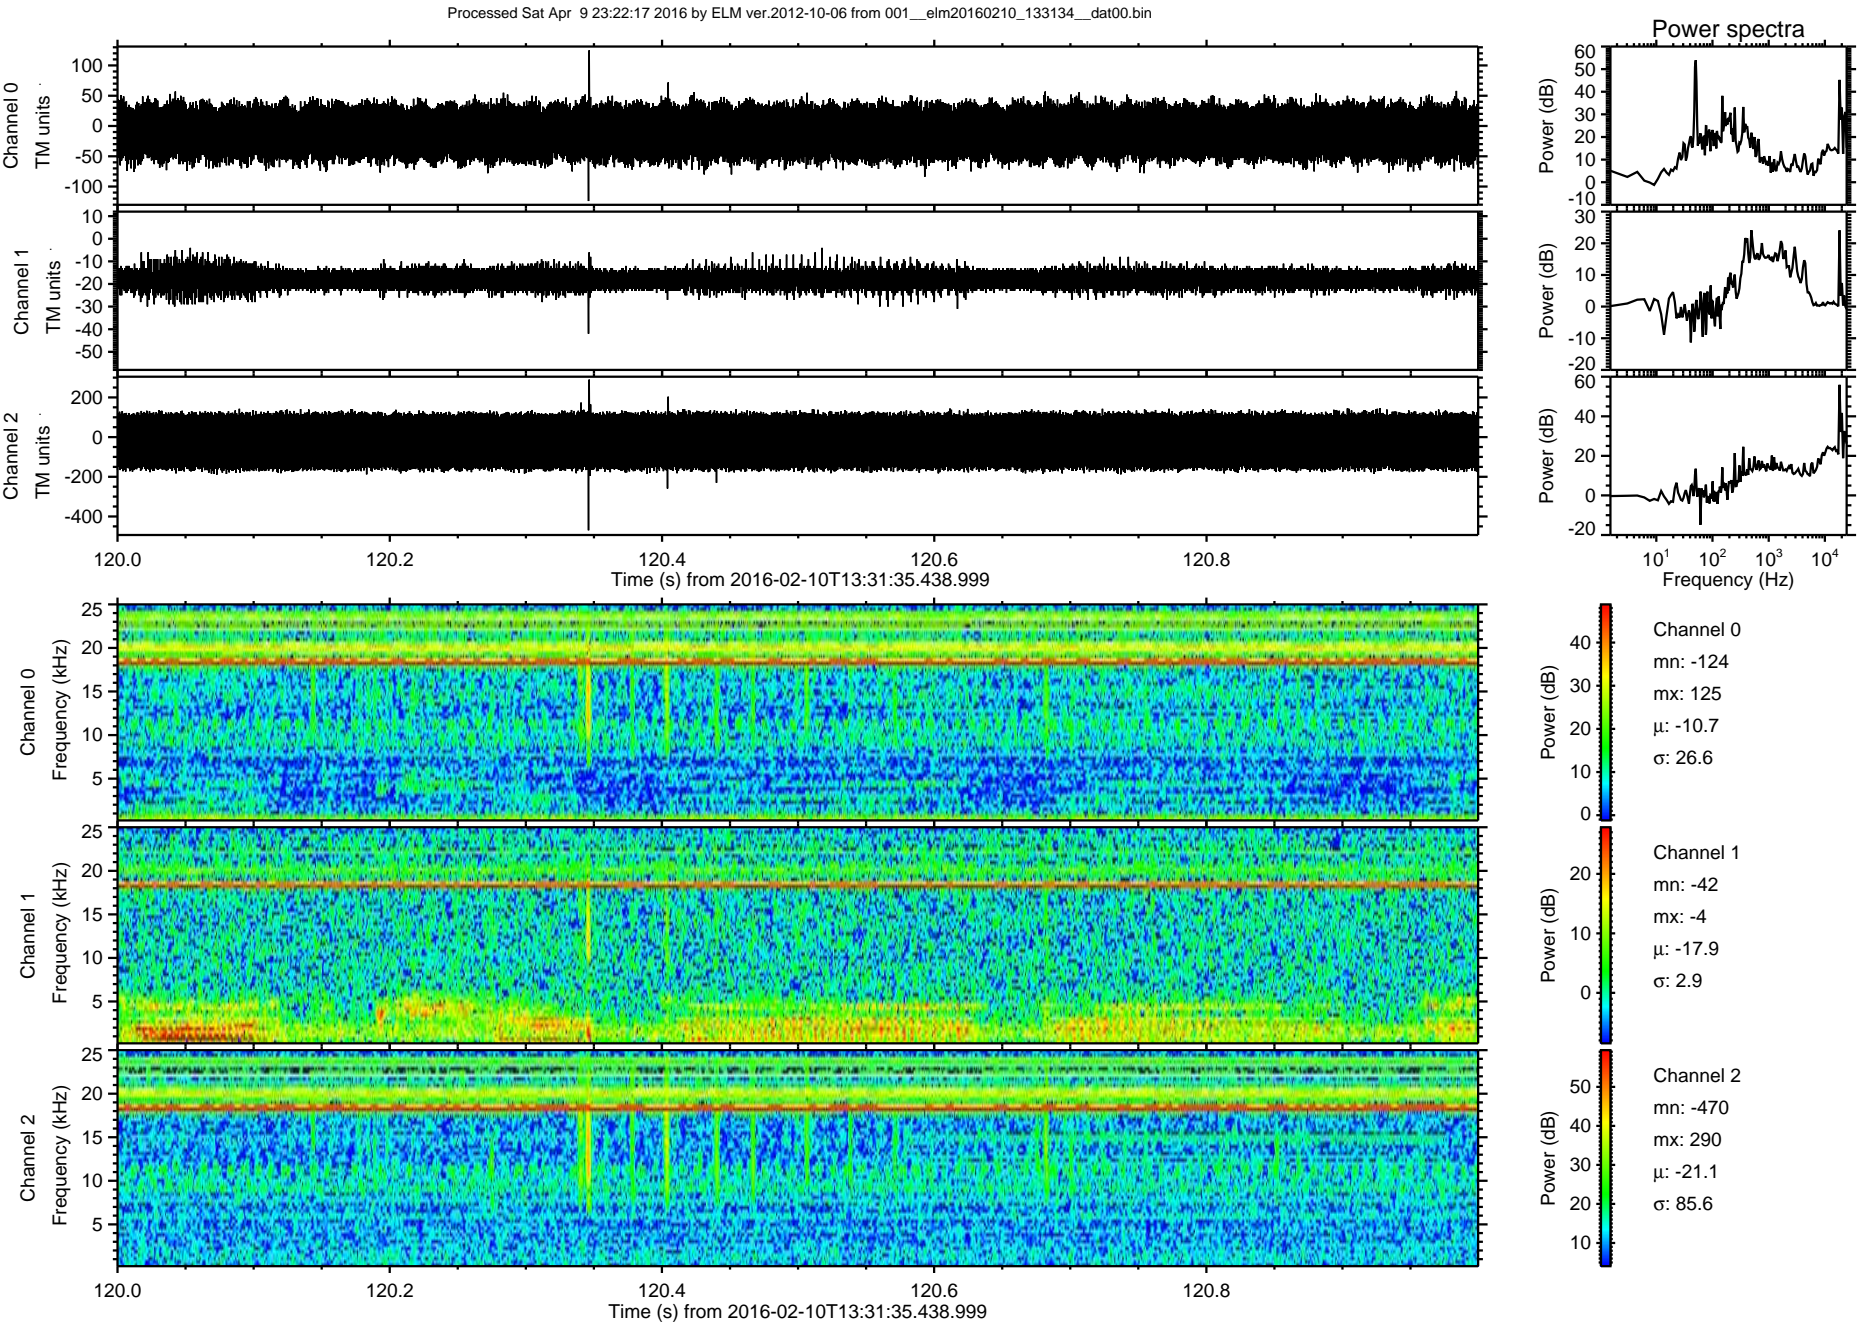 Processed Sat Apr  9 23:22:17 2016 by ELM ver.2012-10-06 from 001__elm20160210_133134__dat00.bin
Power spectra
Channel 0
TM units
100
50
0
-50
-100
Power (dB)
60
50
40
30
20
10
0
-10
Channel 1
TM units
10
0
-10
-20
-30
-40
-50
Power (dB)
30
20
10
0
-10
-20
Channel 2
TM units
200
0
-200
-400
Power (dB)
60
40
20
0
-20
120.0 120.2 120.4 120.6 120.8
Time (s) from 2016-02-10T13:31:35.438.999
10¹ 10² 10³ 10⁴
Frequency (Hz)
Channel 0
Frequency (kHz)
25
20
15
10
5
Power (dB)
40
30
20
10
0
Channel 0
mn: -124
mx: 125
µ: -10.7
σ: 26.6
Channel 1
Frequency (kHz)
25
20
15
10
5
Power (dB)
20
10
0
Channel 1
mn: -42
mx: -4
µ: -17.9
σ: 2.9
Channel 2
Frequency (kHz)
25
20
15
10
5
Power (dB)
50
40
30
20
10
Channel 2
mn: -470
mx: 290
µ: -21.1
σ: 85.6
120.0 120.2 120.4 120.6 120.8
Time (s) from 2016-02-10T13:31:35.438.999